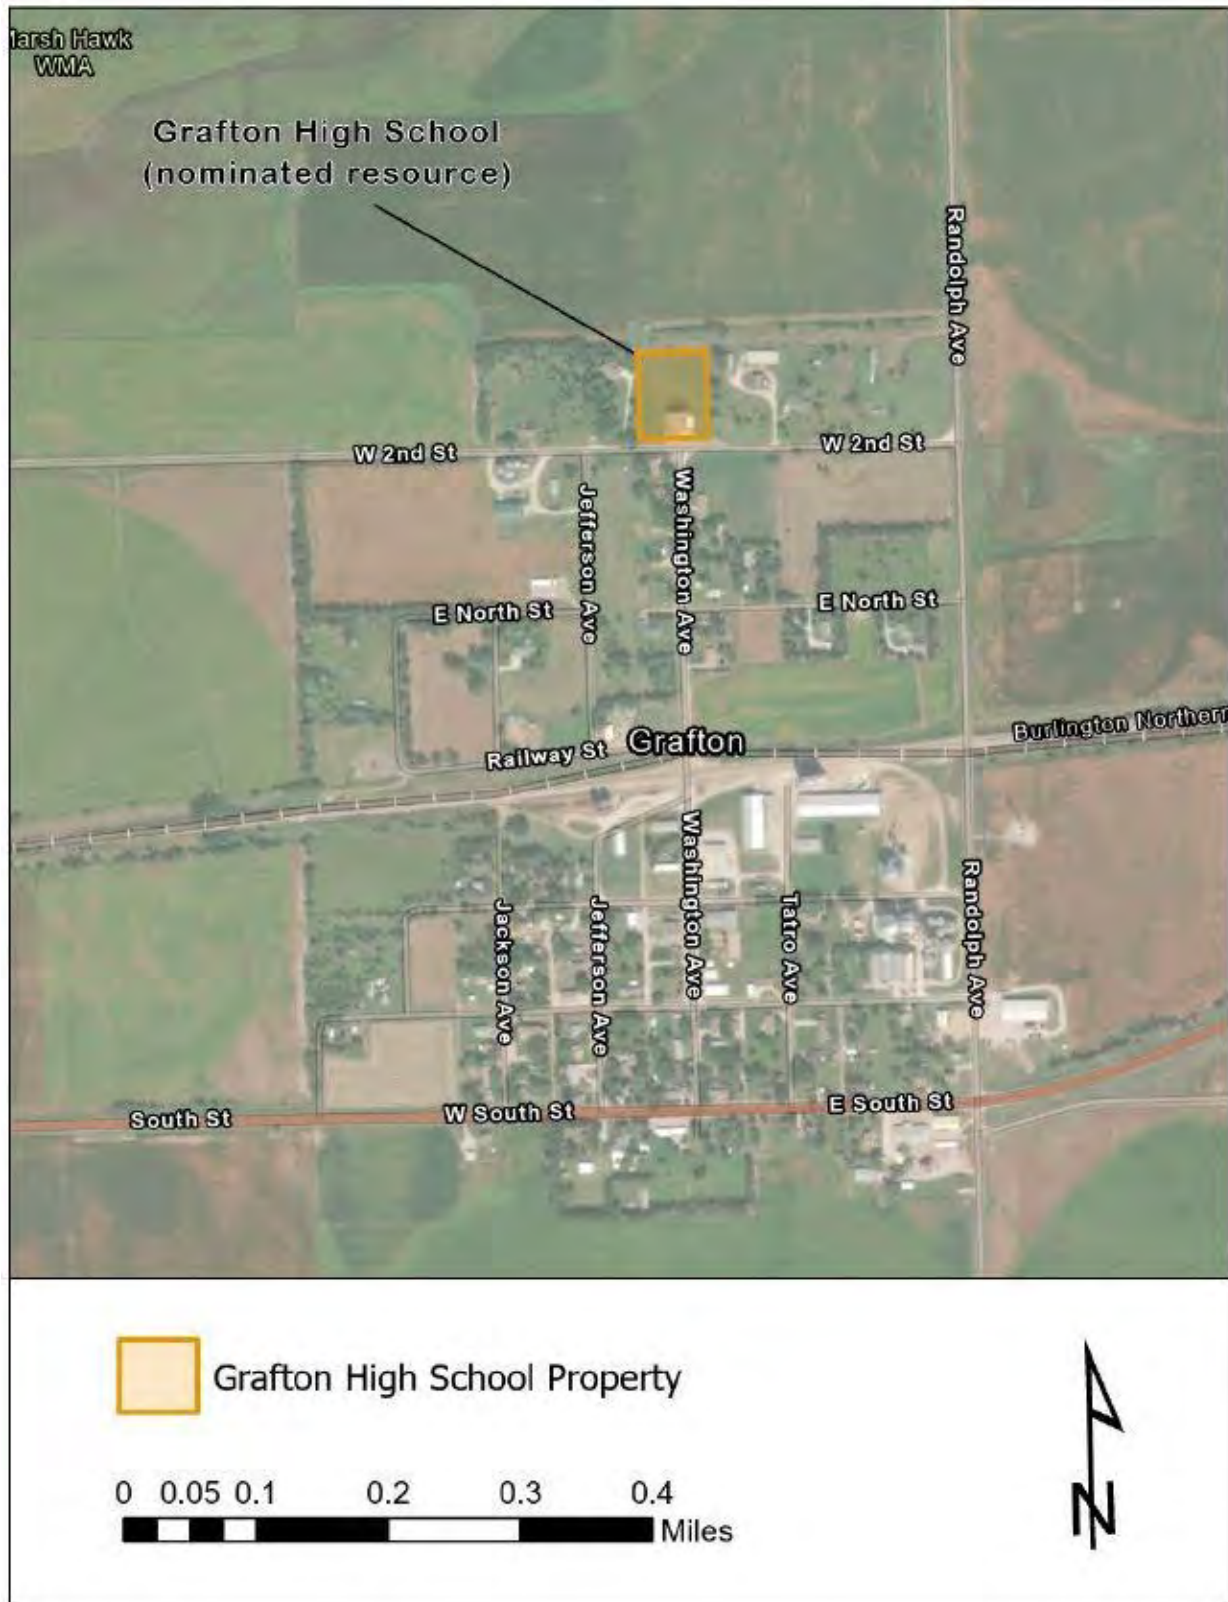 Marsh Hawk
WMA
Grafton High School
(nominated resource)
Randolph Ave
W 2nd St
W 2nd St
Jefferson Ave
Washington Ave
E North St
E North St
Burlington Northern
Railway St
Grafton
Washington Ave
Randolph Ave
Jackson Ave
Jefferson Ave
Tatro Ave
South St
W South St
E South St
Grafton High School Property
0 0.05 0.1 0.2 0.3 0.4
Miles
N